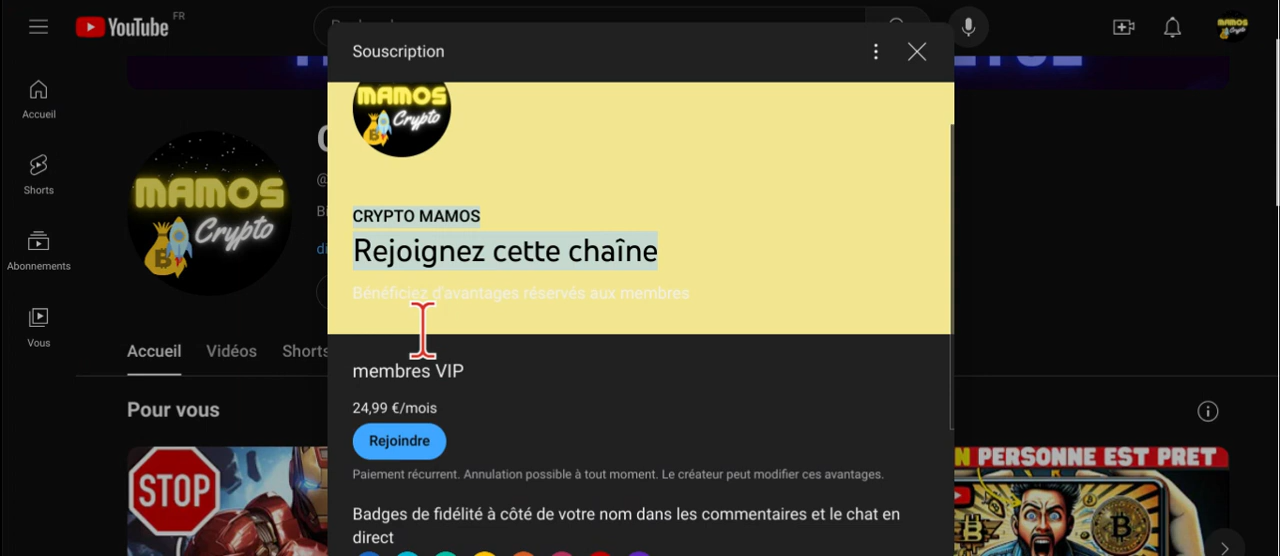 YouTube FR
Souscription
MAMOS
Crypto
Accueil
Shorts
Abonnements
Vous
MAMOS
Crypto
CRYPTO MAMOS
Rejoignez cette chaîne
Bénéficiez d'avantages réservés aux membres
Accueil
Vidéos
Shorts
membres VIP
24,99 €/mois
Rejoindre
Paiement récurrent. Annulation possible à tout moment. Le créateur peut modifier ces avantages.
Badges de fidélité à côté de votre nom dans les commentaires et le chat en
direct
Pour vous
STOP
N PERSONNE EST PRET